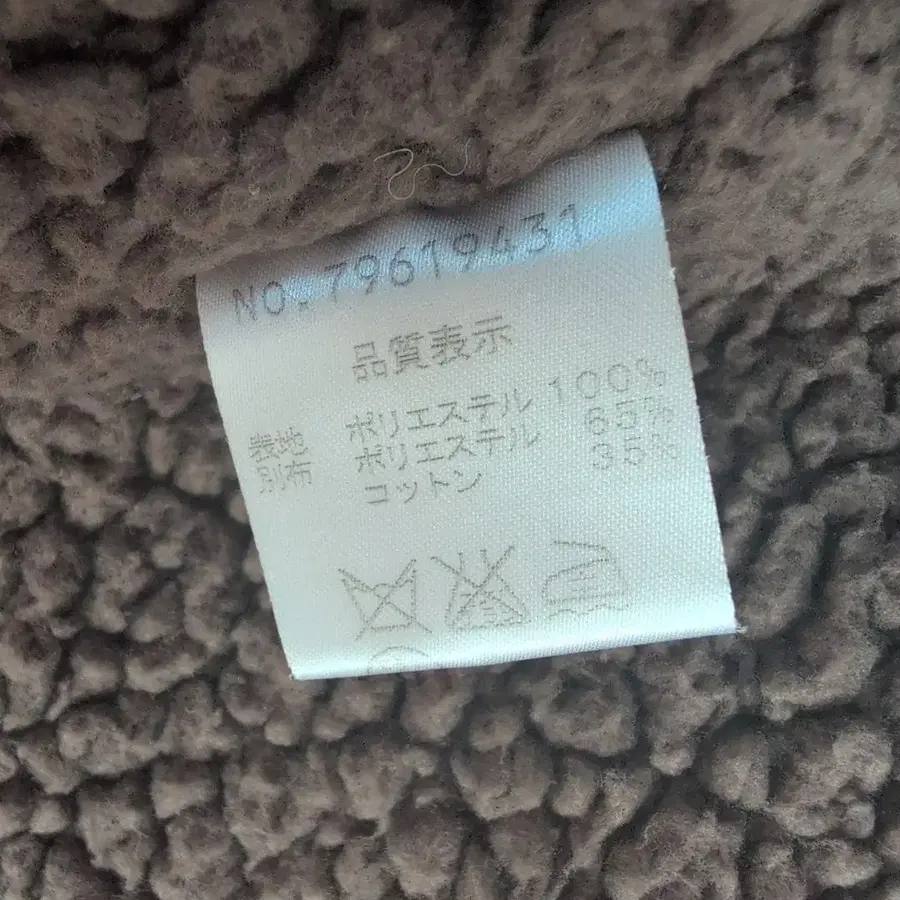 NO.79619431
品質表示
表地 ポリエステル 100%
別布 ポリエステル 65%
コットン 35%